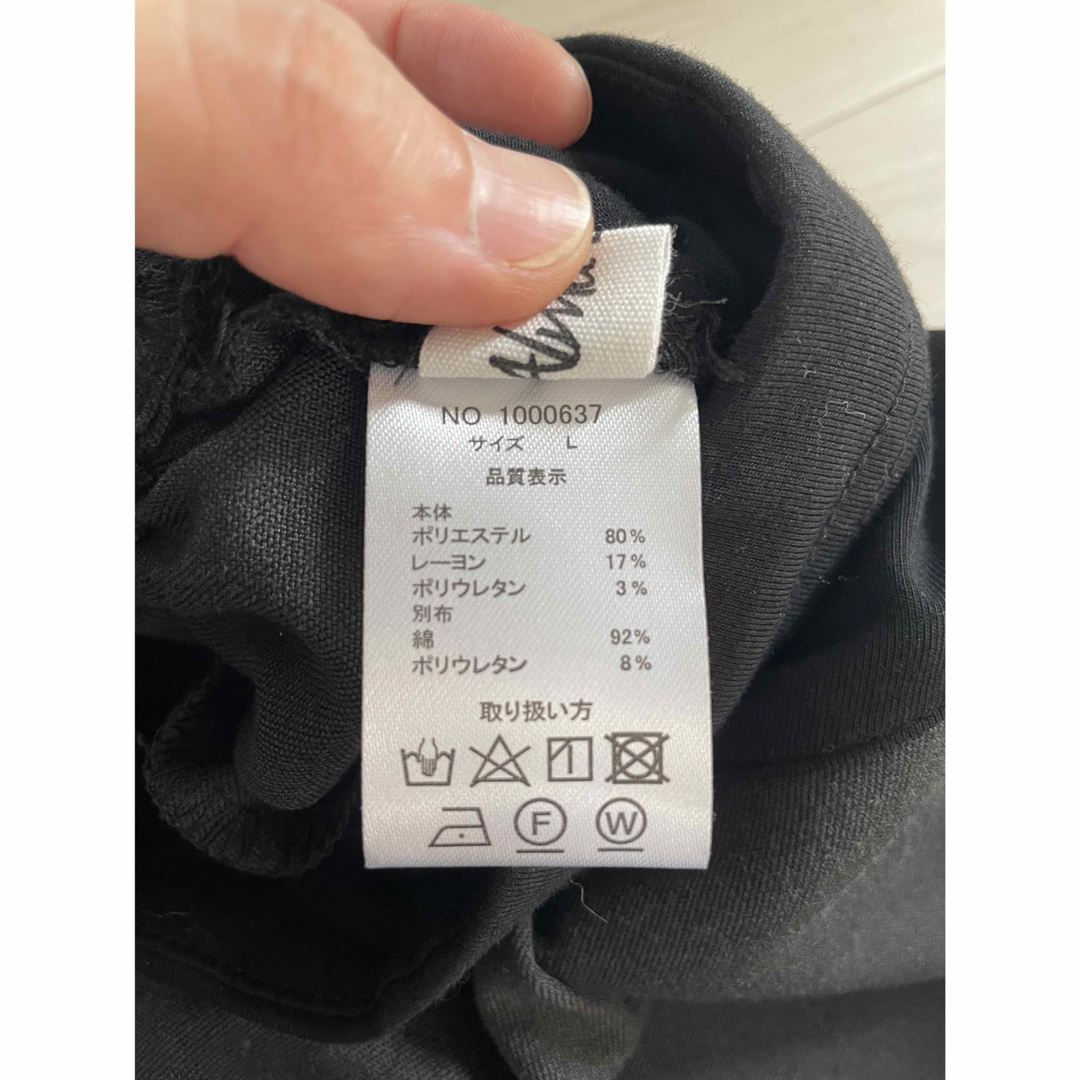 NO 1000637
サイズ L
品質表示
本体
ポリエステル 80%
レーヨン 17%
ポリウレタン 3%
別布
綿 92%
ポリウレタン 8%
取り扱い方
F W